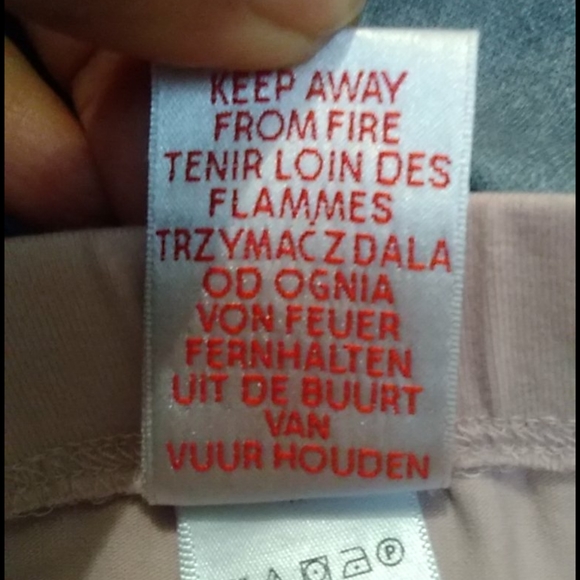 KEEP AWAY
FROM FIRE
TENIR LOIN DES
FLAMMES
TRZYMAĆ Z DALA
OD OGNIA
VON FEUER
FERNHALTEN
UIT DE BUURT
VAN
VUUR HOUDEN
P